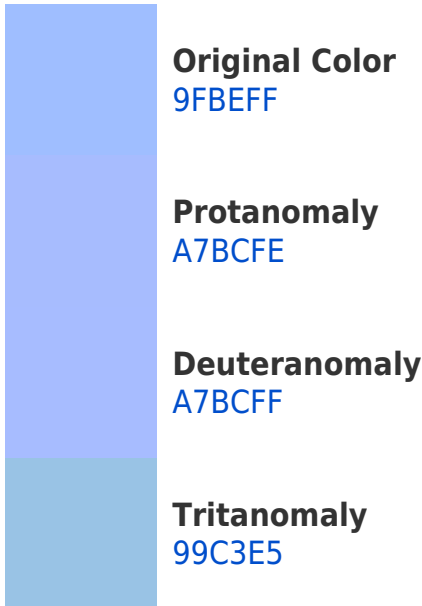 Original Color
9FBEFF
Protanomaly
A7BCFE
Deuteranomaly
A7BCFF
Tritanomaly
99C3E5